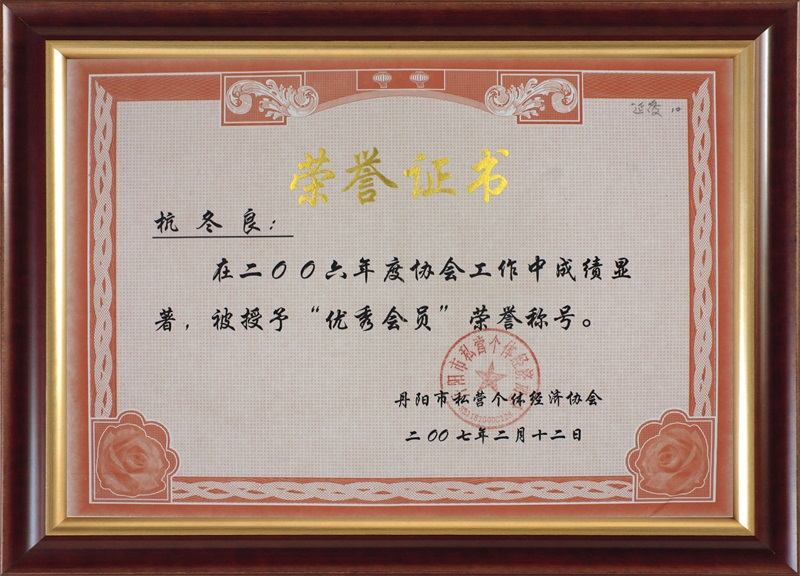 荣誉证书
杭冬良：
在二〇〇六年度协会工作中成绩显
著，被授予“优秀会员”荣誉称号。
丹阳市私营个体经济协会
二〇〇七年二月十二日